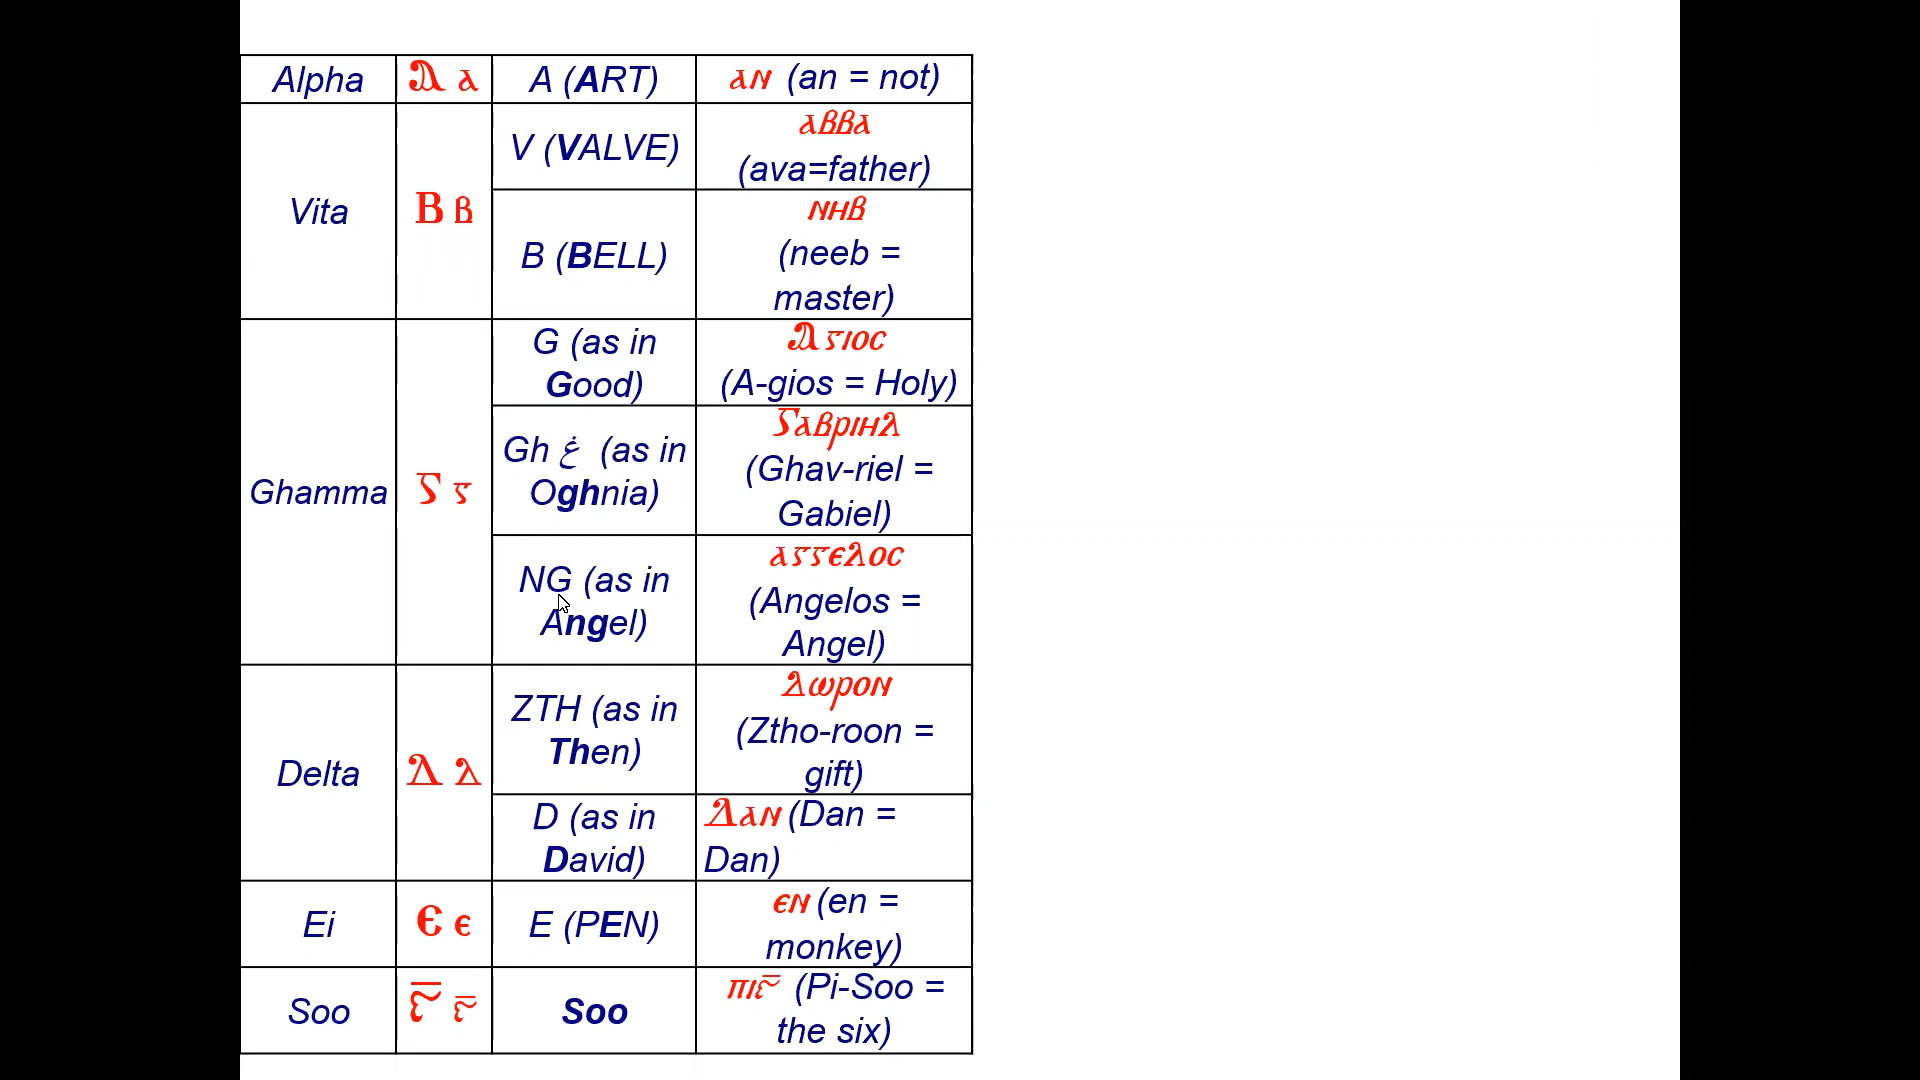 Alpha Ⲁ ⲁ A (ART) ⲁⲛ (an = not)
Vita Ⲃ ⲃ
V (VALVE) ⲁⲃⲃⲁ
(ava=father)
B (BELL) ⲛⲏⲃ
(neeb =
master)
Ghamma Ⲅ ⲅ
G (as in
Good)
Ⲁⲅⲓⲟⲥ
(A-gios = Holy)
Gh غ (as in
Oghnia)
Ⲅⲁⲃⲣⲓⲏⲗ
(Ghav-riel =
Gabiel)
NG (as in
Angel)
ⲁⲅⲅⲉⲗⲟⲥ
(Angelos =
Angel)
Delta Ⲇ ⲇ
ZTH (as in
Then)
Ⲇⲱⲣⲟⲛ
(Ztho-roon =
gift)
D (as in
David)
Ⲇⲁⲛ (Dan =
Dan)
Ei Ⲉ ⲉ E (PEN) ⲉⲛ (en =
monkey)
Soo Ⲋ̅ ⲋ̅ Soo ⲡⲓⲋ̅ (Pi-Soo =
the six)